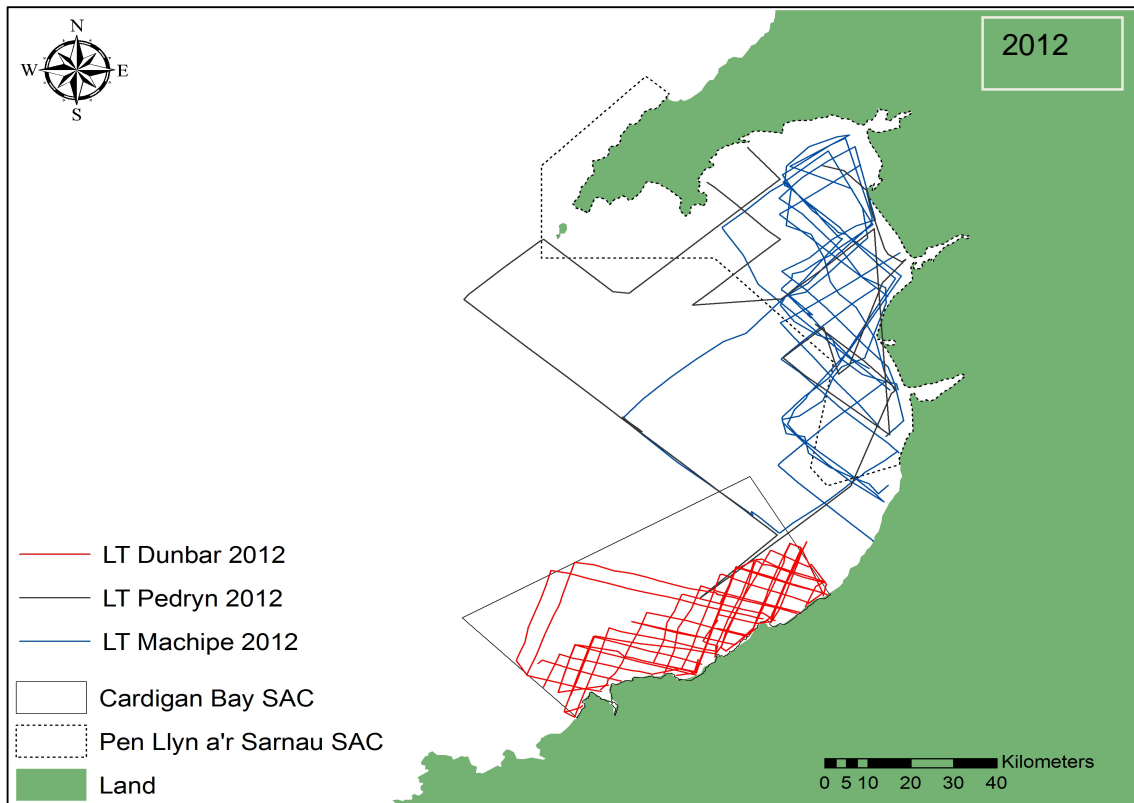 2012
N
W E
S
LT Dunbar 2012
LT Pedryn 2012
LT Machipe 2012
Cardigan Bay SAC
Pen Llyn a'r Sarnau SAC
Land
Kilometers
0 5 10 20 30 40